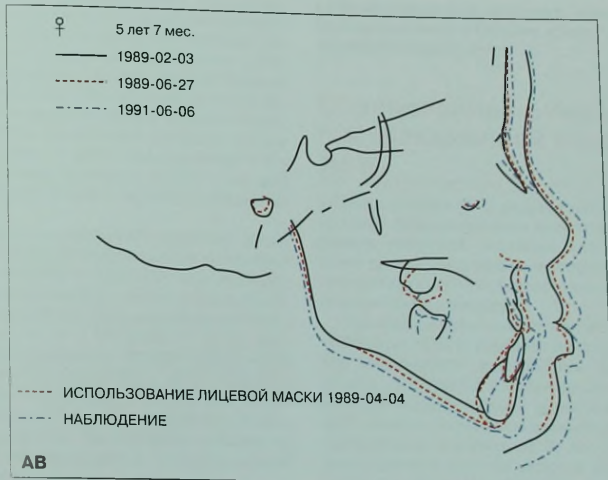 ♀ 5 лет 7 мес.
1989-02-03
1989-06-27
1991-06-06
ИСПОЛЬЗОВАНИЕ ЛИЦЕВОЙ МАСКИ 1989-04-04
НАБЛЮДЕНИЕ
АВ